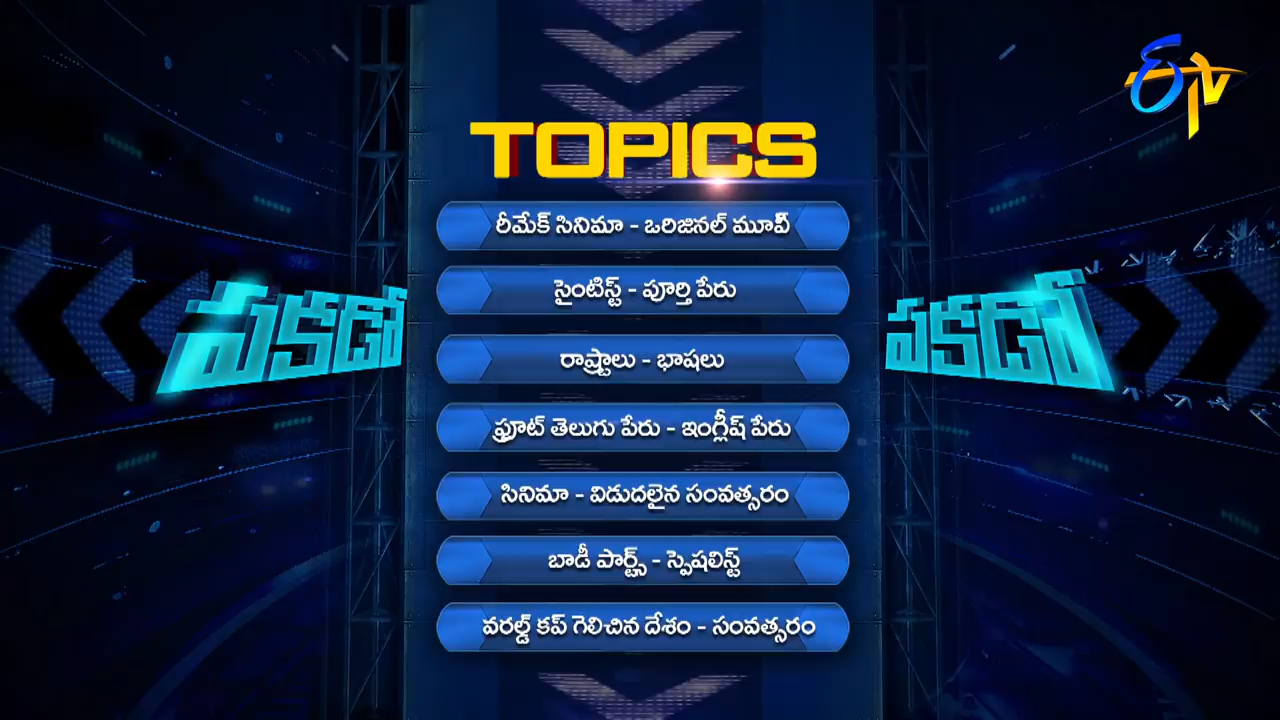 ETV
TOPICS
రీమేక్ సినిమా - ఒరిజినల్ మూవీ
సైంటిస్ట్ - పూర్తి పేరు
రాష్ట్రాలు - భాషలు
ఫ్రూట్ తెలుగు పేరు - ఇంగ్లీష్ పేరు
సినిమా - విడుదలైన సంవత్సరం
బాడీ పార్ట్స్ - స్పెషలిస్ట్
వరల్డ్ కప్ గెలిచిన దేశం - సంవత్సరం
పకడో
పకడో